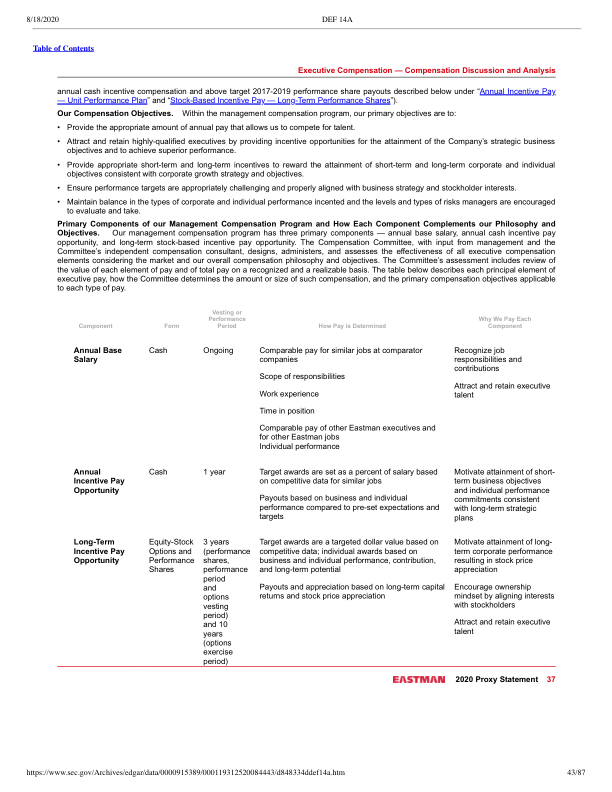 8/18/2020
DEF 14A
Table of Contents
Executive Compensation — Compensation Discussion and Analysis
annual cash incentive compensation and above target 2017-2019 performance share payouts described below under “Annual Incentive Pay
— Unit Performance Plan” and “Stock-Based Incentive Pay — Long-Term Performance Shares”).
Our Compensation Objectives. Within the management compensation program, our primary objectives are to:
• Provide the appropriate amount of annual pay that allows us to compete for talent.
• Attract and retain highly-qualified executives by providing incentive opportunities for the attainment of the Company's strategic business
objectives and to achieve superior performance.
• Provide appropriate short-term and long-term incentives to reward the attainment of short-term and long-term corporate and individual
objectives consistent with corporate growth strategy and objectives.
• Ensure performance targets are appropriately challenging and properly aligned with business strategy and stockholder interests.
• Maintain balance in the types of corporate and individual performance incented and the levels and types of risks managers are encouraged
to evaluate and take.
Primary Components of our Management Compensation Program and How Each Component Complements our Philosophy and
Objectives. Our management compensation program has three primary components — annual base salary, annual cash incentive pay
opportunity, and long-term stock-based incentive pay opportunity. The Compensation Committee, with input from management and the
Committee's independent compensation consultant, designs, administers, and assesses the effectiveness of all executive compensation
elements considering the market and our overall compensation philosophy and objectives. The Committee's assessment includes review of
the value of each element of pay and of total pay on a recognized and a realizable basis. The table below describes each principal element of
executive pay, how the Committee determines the amount or size of such compensation, and the primary compensation objectives applicable
to each type of pay.
Component
Form
Vesting or
Performance
Period
How Pay is Determined
Why We Pay Each
Component
Annual Base
Salary
Cash
Ongoing
Comparable pay for similar jobs at comparator
companies
Scope of responsibilities
Work experience
Time in position
Comparable pay of other Eastman executives and
for other Eastman jobs
Individual performance
Recognize job
responsibilities and
contributions
Attract and retain executive
talent
Annual
Incentive Pay
Opportunity
Cash
1 year
Target awards are set as a percent of salary based
on competitive data for similar jobs
Payouts based on business and individual
performance compared to pre-set expectations and
targets
Motivate attainment of short-
term business objectives
and individual performance
commitments consistent
with long-term strategic
plans
Long-Term
Incentive Pay
Opportunity
Equity-Stock
Options and
Performance
Shares
3 years
(performance
shares,
performance
period
and
options
vesting
period)
and 10
years
(options
exercise
period)
Target awards are a targeted dollar value based on
competitive data; individual awards based on
business and individual performance, contribution,
and long-term potential
Payouts and appreciation based on long-term capital
returns and stock price appreciation
Motivate attainment of long-
term corporate performance
resulting in stock price
appreciation
Encourage ownership
mindset by aligning interests
with stockholders
Attract and retain executive
talent
EASTMAN 2020 Proxy Statement 37
https://www.sec.gov/Archives/edgar/data/0000915389/000119312520084443/d848334ddef14a.htm
43/87